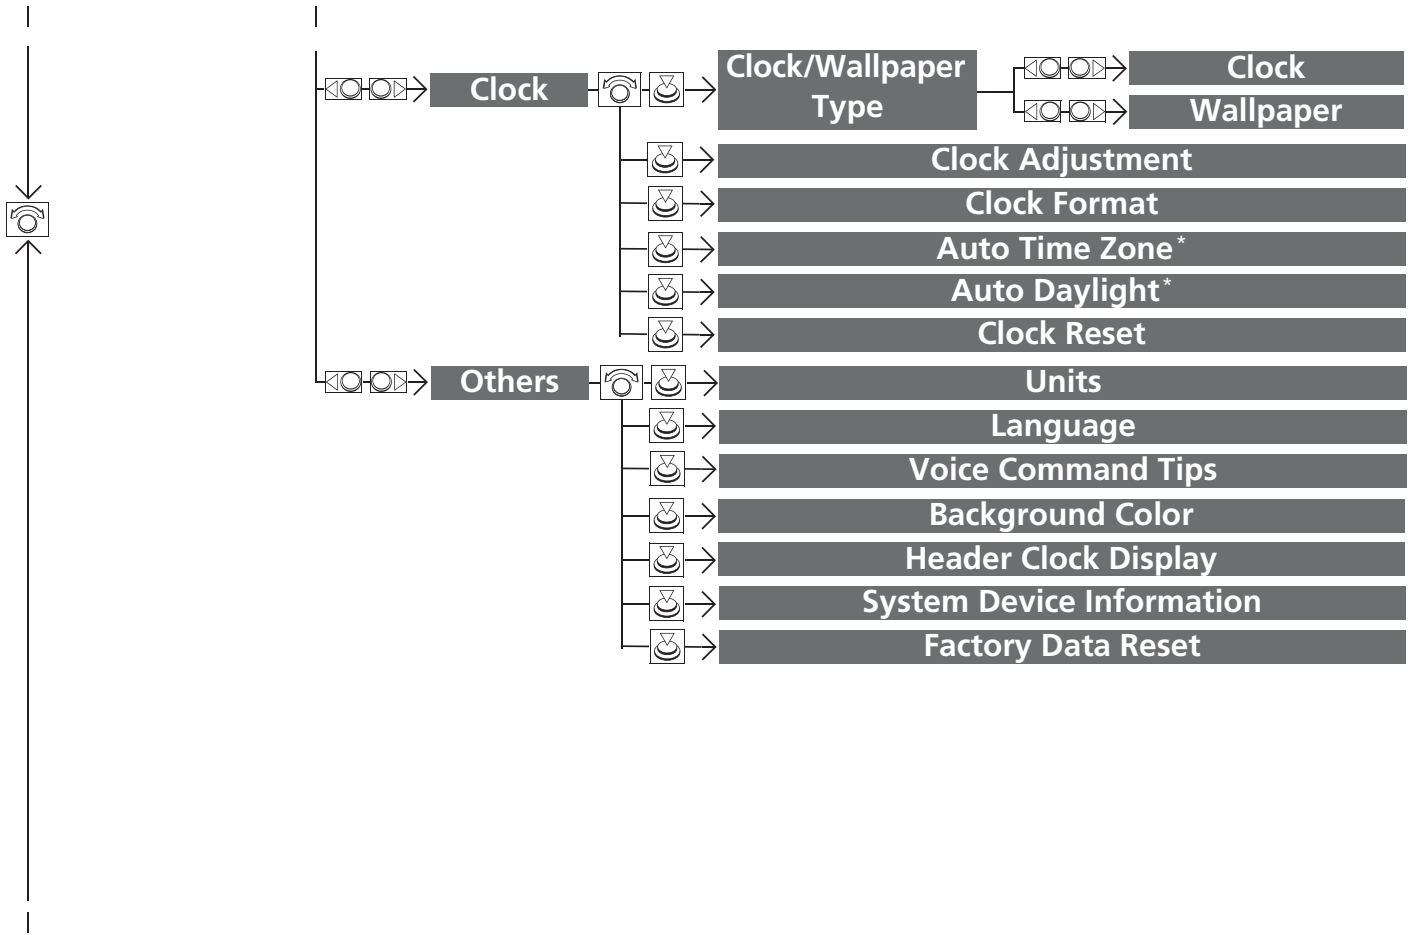 Clock
Clock/Wallpaper
Type
Clock
Wallpaper
Clock Adjustment
Clock Format
Auto Time Zone*
Auto Daylight*
Clock Reset
Others
Units
Language
Voice Command Tips
Background Color
Header Clock Display
System Device Information
Factory Data Reset